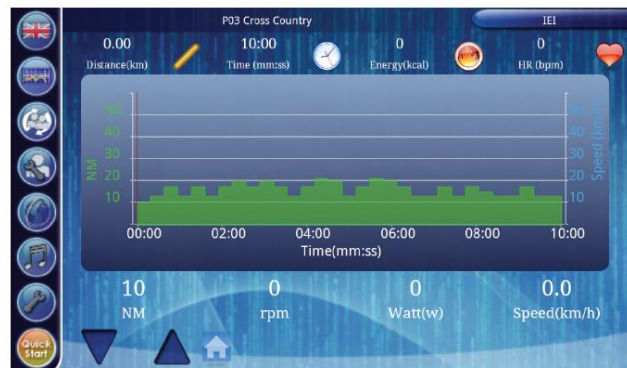 P03 Cross Country
IEI
0.00
10:00
0
0
Distance(km)
Time (mm:ss)
Energy(kcal)
HR (bpm)
50
50
40
40
30
30
20
20
10
10
NM
Speed (km/h)
00:00 02:00 04:00 06:00 08:00 10:00
Time(mm:ss)
10
0
0
0.0
NM
rpm
Watt(w)
Speed(km/h)
Quick
Start